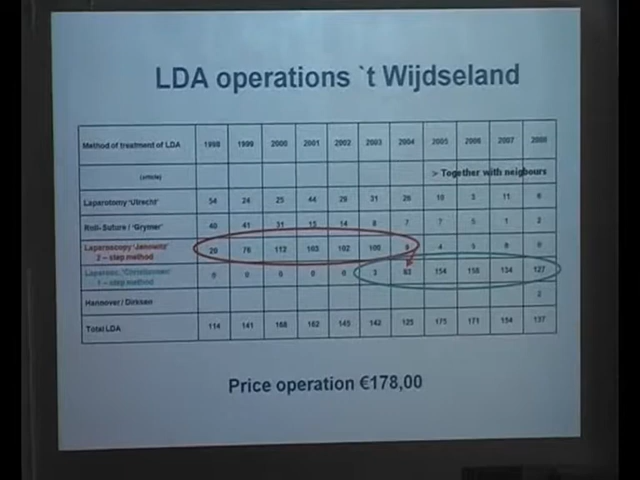 LDA operations `t Wijdseland
Method of treatment of LDA 1998 1999 2000 2001 2002 2003 2004 2005 2006 2007 2008
> Together with neigbours
Laperotomy 'Utrecht' 54 24 25 44 29 31 26 10 3 11 6
Roll-Suture / 'Grymer' 40 41 31 15 14 8 7 7 5 1 2
Laparoscopy 'Janowitz' 20 76 112 103 102 100 9 4 5 8 0
2 – step method
Laparosc. 'Christiansen' 0 0 0 0 0 3 83 154 158 134 127
1 – step method
Hannover / Dirksen 2
Total LDA 114 141 168 162 145 142 125 175 171 154 137
Price operation €178,00